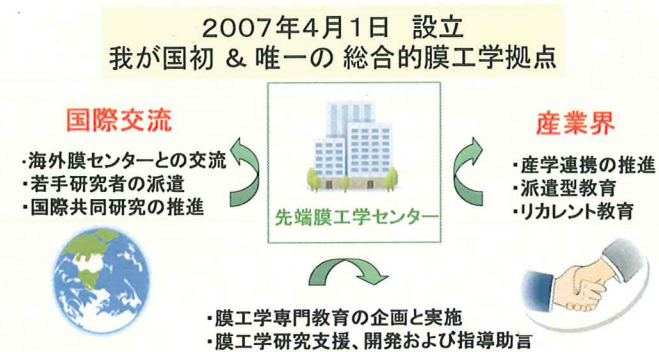 2007年4月1日 設立
我が国初 & 唯一の 総合的膜工学拠点
国際交流
・海外膜センターとの交流
・若手研究者の派遣
・国際共同研究の推進
先端膜工学センター
産業界
・産学連携の推進
・派遣型教育
・リカレント教育
・膜工学専門教育の企画と実施
・膜工学研究支援、開発および指導助言